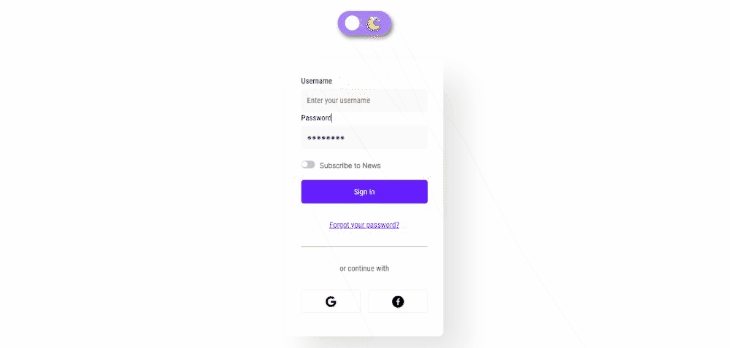 Username
Enter your username
Password
********
Subscribe to News
Sign In
Forgot your password?
or continue with
G
f